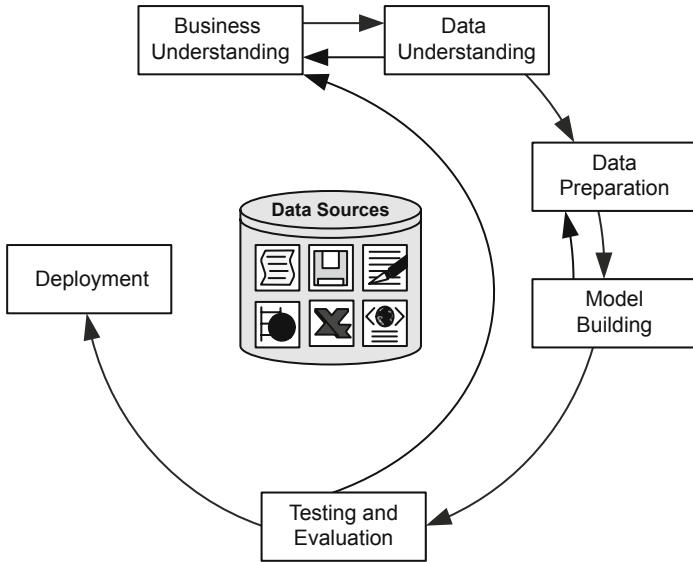 Business
Understanding
Data
Understanding
Data
Preparation
Data Sources
Deployment
Model
Building
Testing and
Evaluation